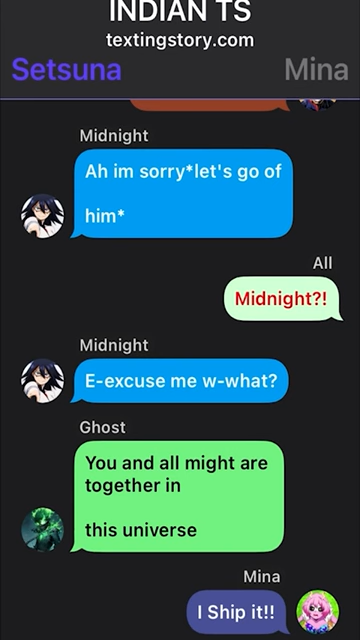 INDIAN TS
textingstory.com
Setsuna
Mina
Midnight
Ah im sorry*let's go of
him*
All
Midnight?!
Midnight
E-excuse me w-what?
Ghost
You and all might are
together in
this universe
Mina
I Ship it!!